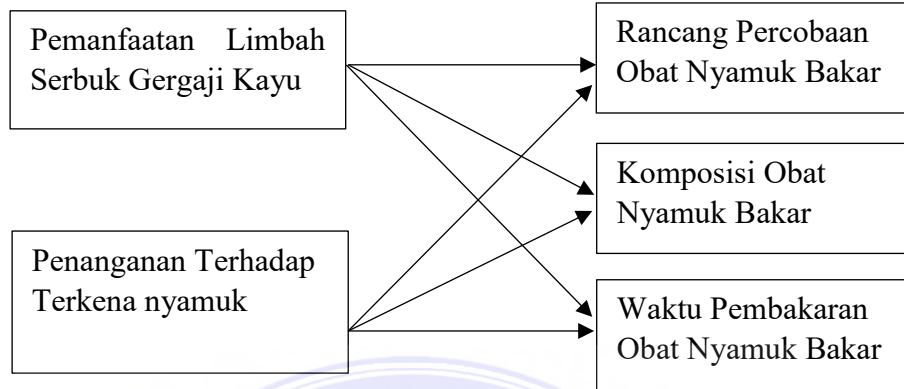 Pemanfaatan Limbah
Serbuk Gergaji Kayu
Penanganan Terhadap
Terkena nyamuk
Rancang Percobaan
Obat Nyamuk Bakar
Komposisi Obat
Nyamuk Bakar
Waktu Pembakaran
Obat Nyamuk Bakar